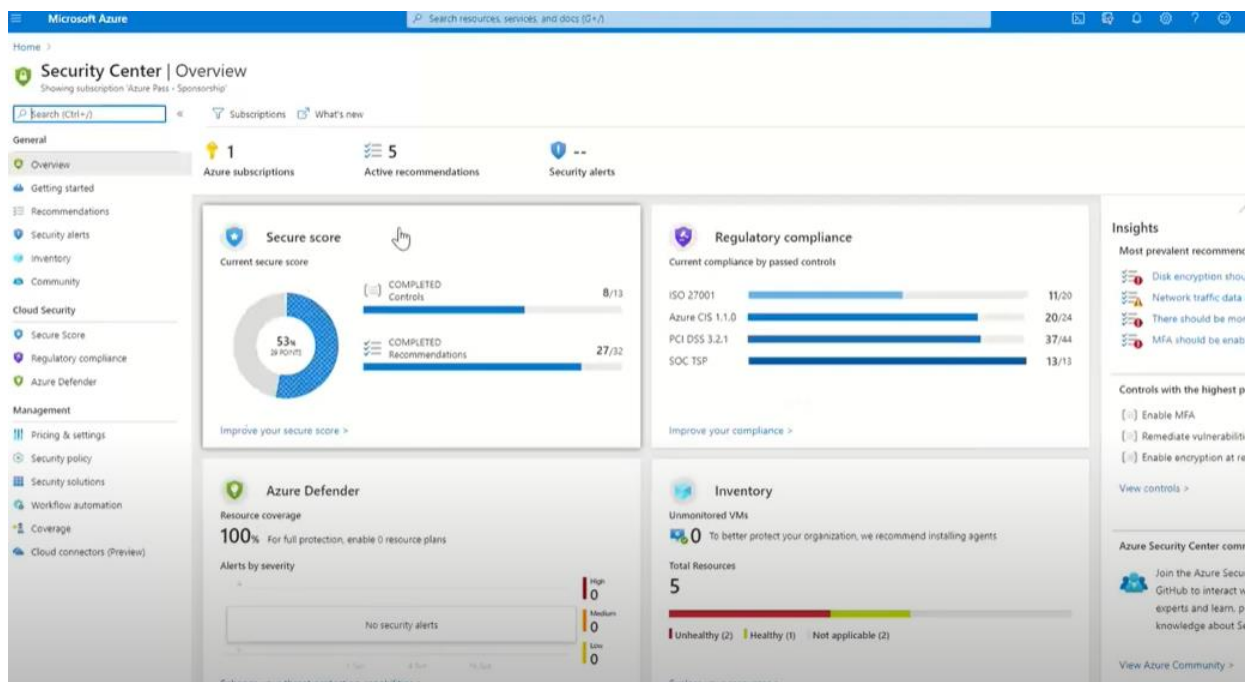 Microsoft Azure
Search resources, services, and docs (G+/)
Home >
Security Center | Overview
Showing subscription 'Azure Pass - Sponsorship'
Search (Ctrl+/)
«
Subscriptions
What's new
General
Overview
Getting started
Recommendations
Security alerts
Inventory
Community
Cloud Security
Secure Score
Regulatory compliance
Azure Defender
Management
Pricing & settings
Security policy
Security solutions
Workflow automation
Coverage
Cloud connectors (Preview)
1
Azure subscriptions
5
Active recommendations
--
Security alerts
Secure score
Current secure score
53%
28 POINTS
COMPLETED
Controls
8/13
COMPLETED
Recommendations
27/32
Improve your secure score >
Regulatory compliance
Current compliance by passed controls
ISO 27001 11/20
Azure CIS 1.1.0 20/24
PCI DSS 3.2.1 37/44
SOC TSP 13/13
Improve your compliance >
Azure Defender
Resource coverage
100% For full protection, enable 0 resource plans
Alerts by severity
No security alerts
High
0
Medium
0
Low
0
Inventory
Unmonitored VMs
0 To better protect your organization, we recommend installing agents
Total Resources
5
Unhealthy (2) Healthy (1) Not applicable (2)
Insights
Most prevalent recommend
Disk encryption shou
Network traffic data
There should be mor
MFA should be enab
Controls with the highest p
Enable MFA
Remediate vulnerabiliti
Enable encryption at re
View controls >
Azure Security Center comm
Join the Azure Secu
GitHub to interact w
experts and learn, p
knowledge about Se
View Azure Community >